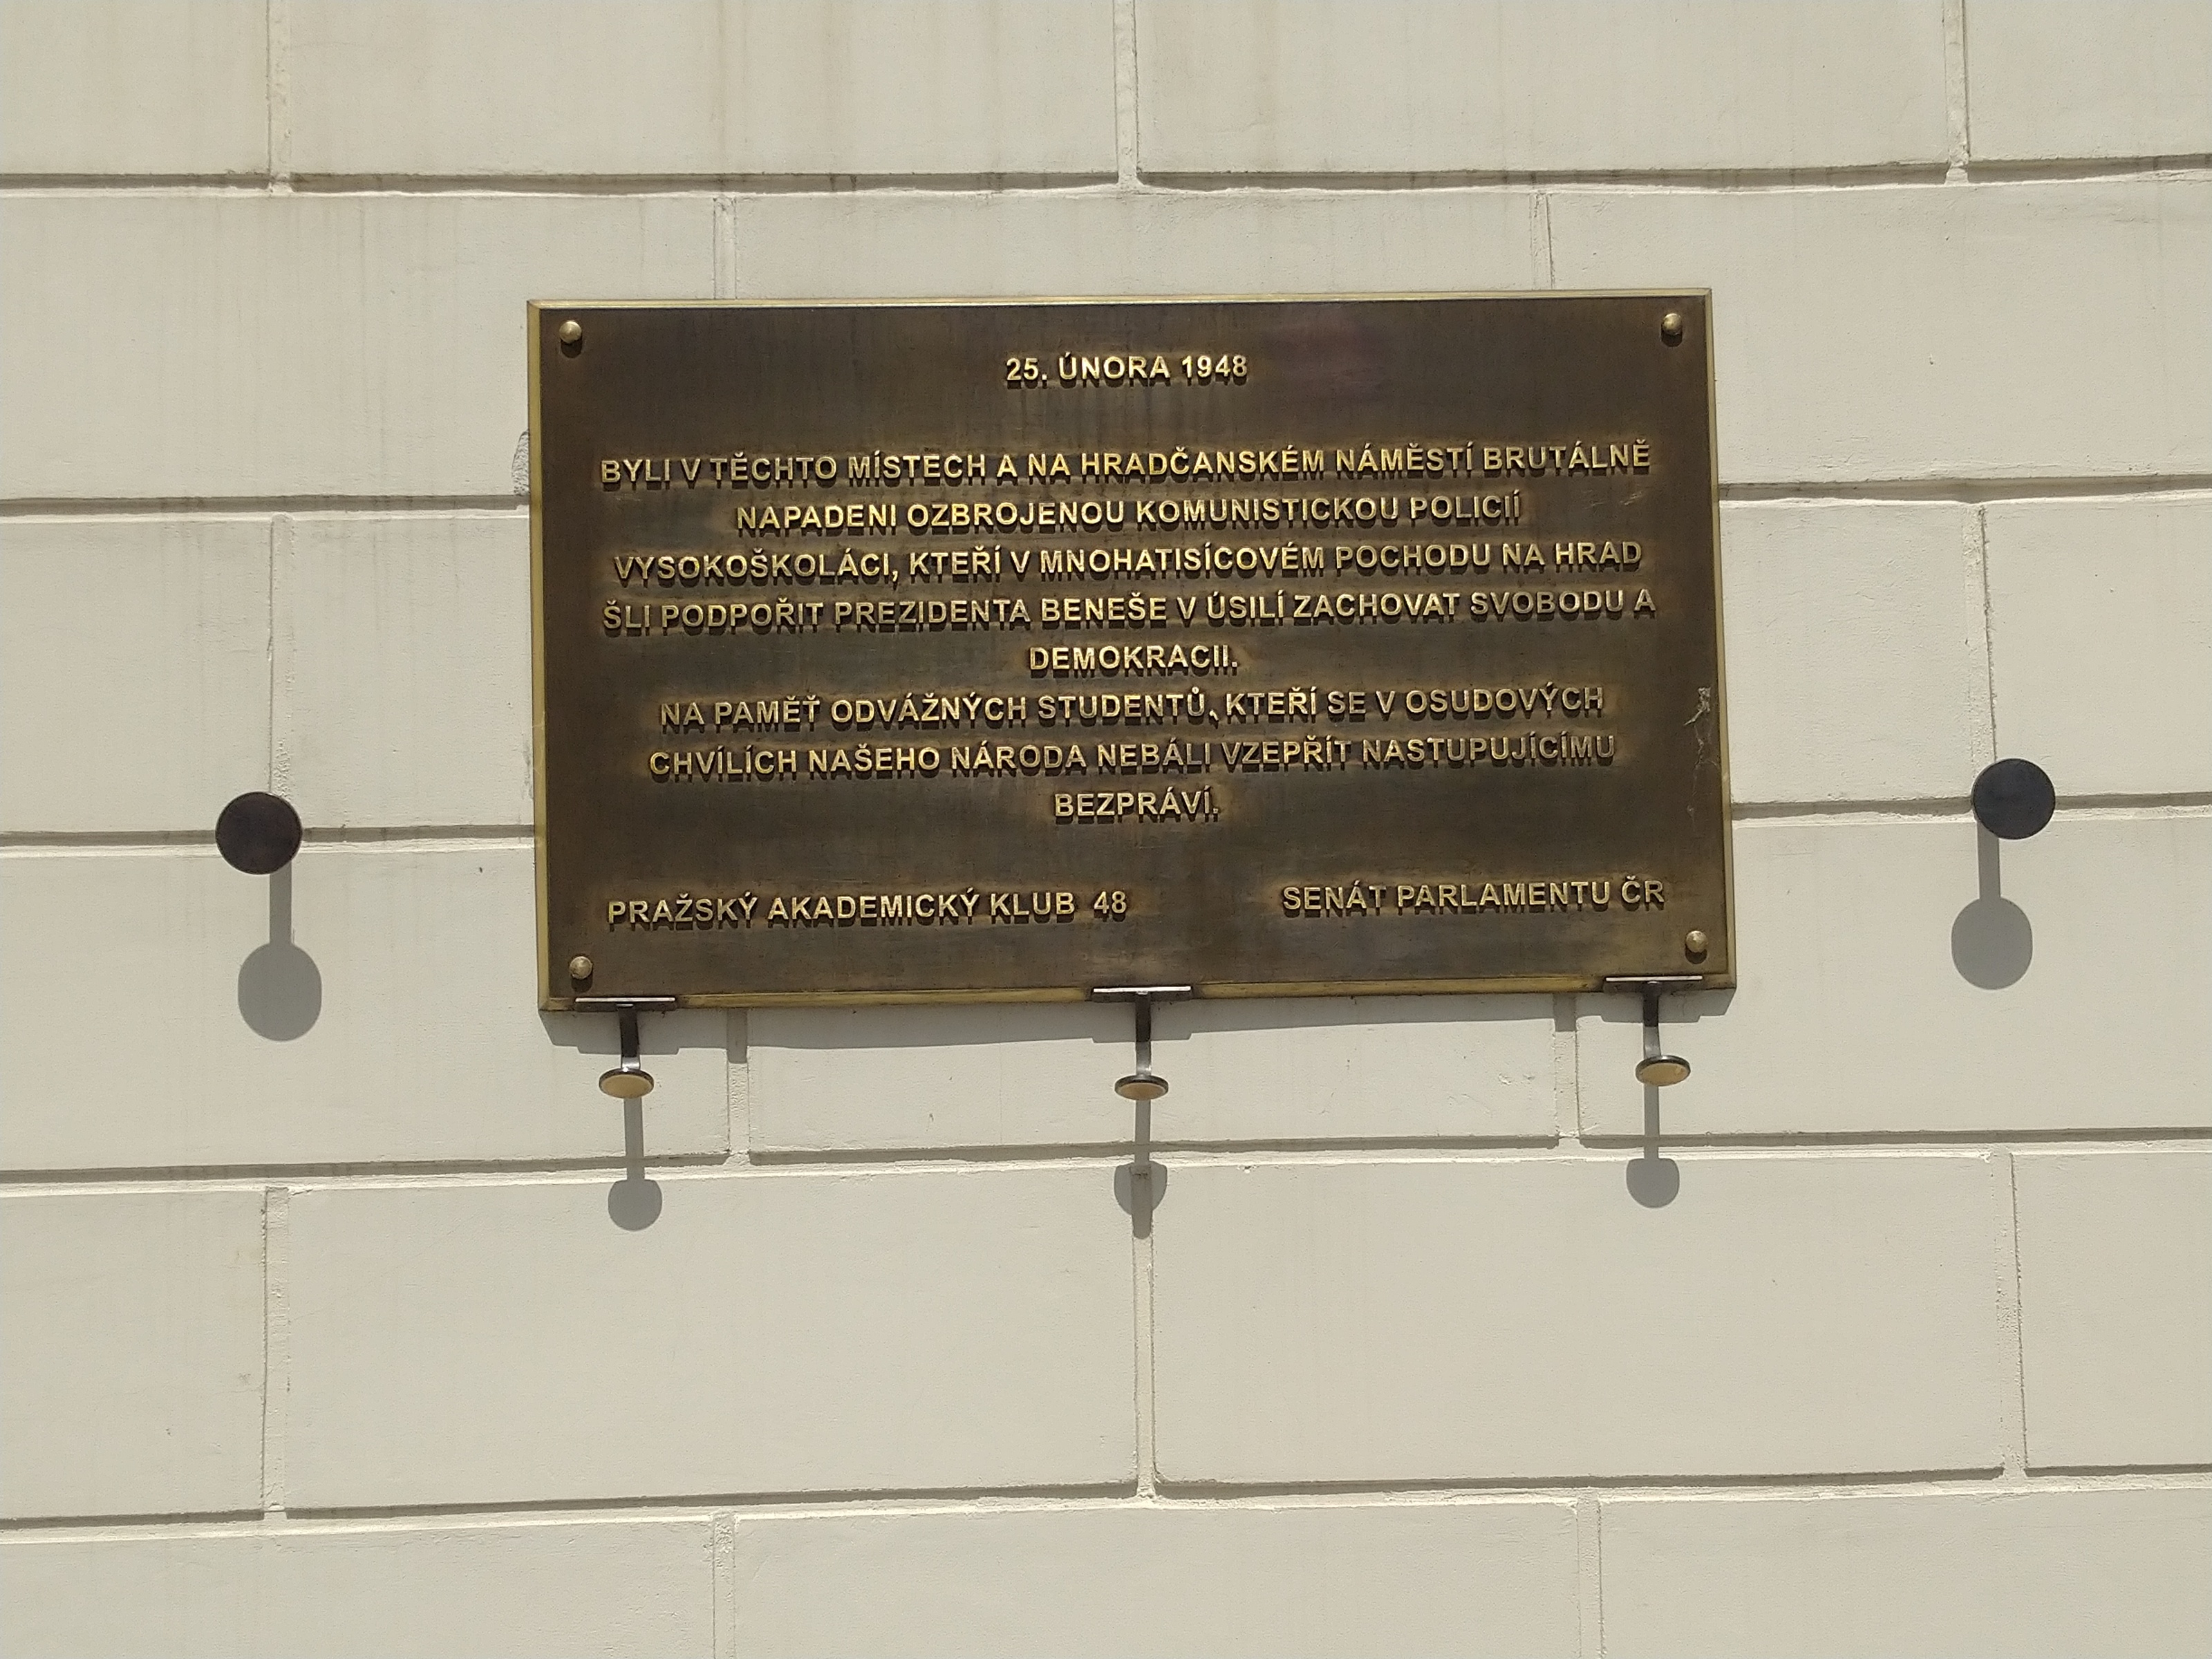 25. ÚNORA 1948
BYLI V TĚCHTO MÍSTECH A NA HRADČANSKÉM NÁMĚSTÍ BRUTÁLNĚ
NAPADENI OZBROJENOU KOMUNISTICKOU POLICIÍ
VYSOKOŠKOLÁCI, KTEŘÍ V MNOHATISÍCOVÉM POCHODU NA HRAD
ŠLI PODPOŘIT PREZIDENTA BENEŠE V ÚSILÍ ZACHOVAT SVOBODU A
DEMOKRACII.
NA PAMĚŤ ODVÁŽNÝCH STUDENTŮ, KTEŘÍ SE V OSUDOVÝCH
CHVÍLÍCH NAŠEHO NÁRODA NEBÁLI VZEPŘÍT NASTUPUJÍCÍMU
BEZPRÁVÍ.
PRAŽSKÝ AKADEMICKÝ KLUB 48 SENÁT PARLAMENTU ČR